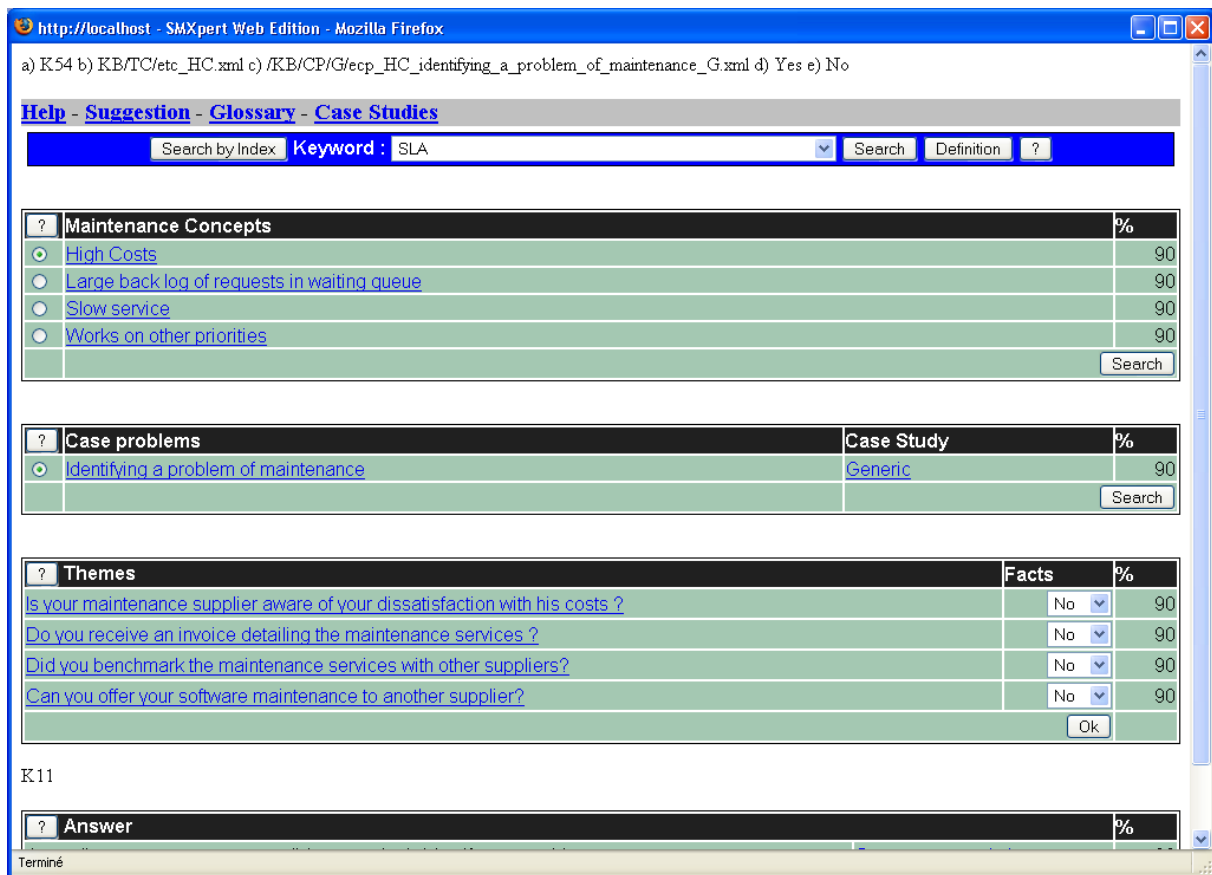 http://localhost - SMXpert Web Edition - Mozilla Firefox
a) K54 b) KB/TC/etc_HC.xml c) /KB/CP/G/ecp_HC_identifying_a_problem_of_maintenance_G.xml d) Yes e) No
Help - Suggestion - Glossary - Case Studies
Search by Index Keyword : SLA Search Definition ?
? Maintenance Concepts %
High Costs 90
Large back log of requests in waiting queue 90
Slow service 90
Works on other priorities 90
Search
? Case problems Case Study %
Identifying a problem of maintenance Generic 90
Search
? Themes Facts %
Is your maintenance supplier aware of your dissatisfaction with his costs ? No 90
Do you receive an invoice detailing the maintenance services ? No 90
Did you benchmark the maintenance services with other suppliers? No 90
Can you offer your software maintenance to another supplier? No 90
Ok
K11
? Answer %
Terminé